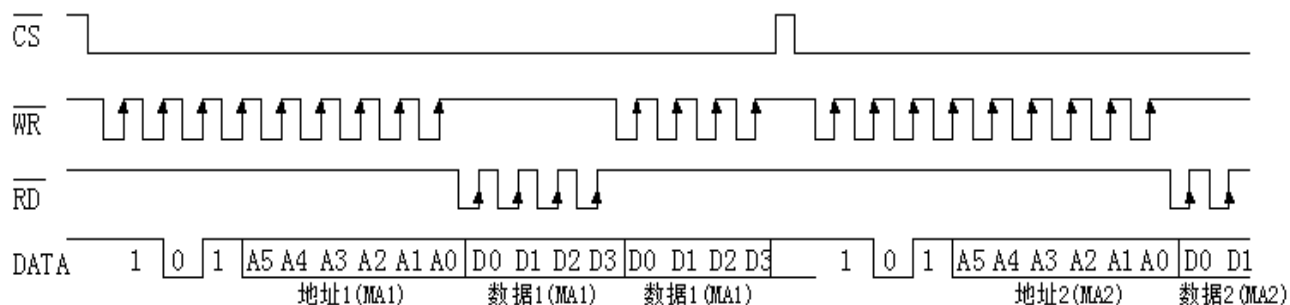 CS
WR
RD
DATA 1 0 1 A5 A4 A3 A2 A1 A0 D0 D1 D2 D3 D0 D1 D2 D3 1 0 1 A5 A4 A3 A2 A1 A0 D0 D1
地址1(MA1) 数据1(MA1) 数据1(MA1) 地址2(MA2) 数据2(MA2)